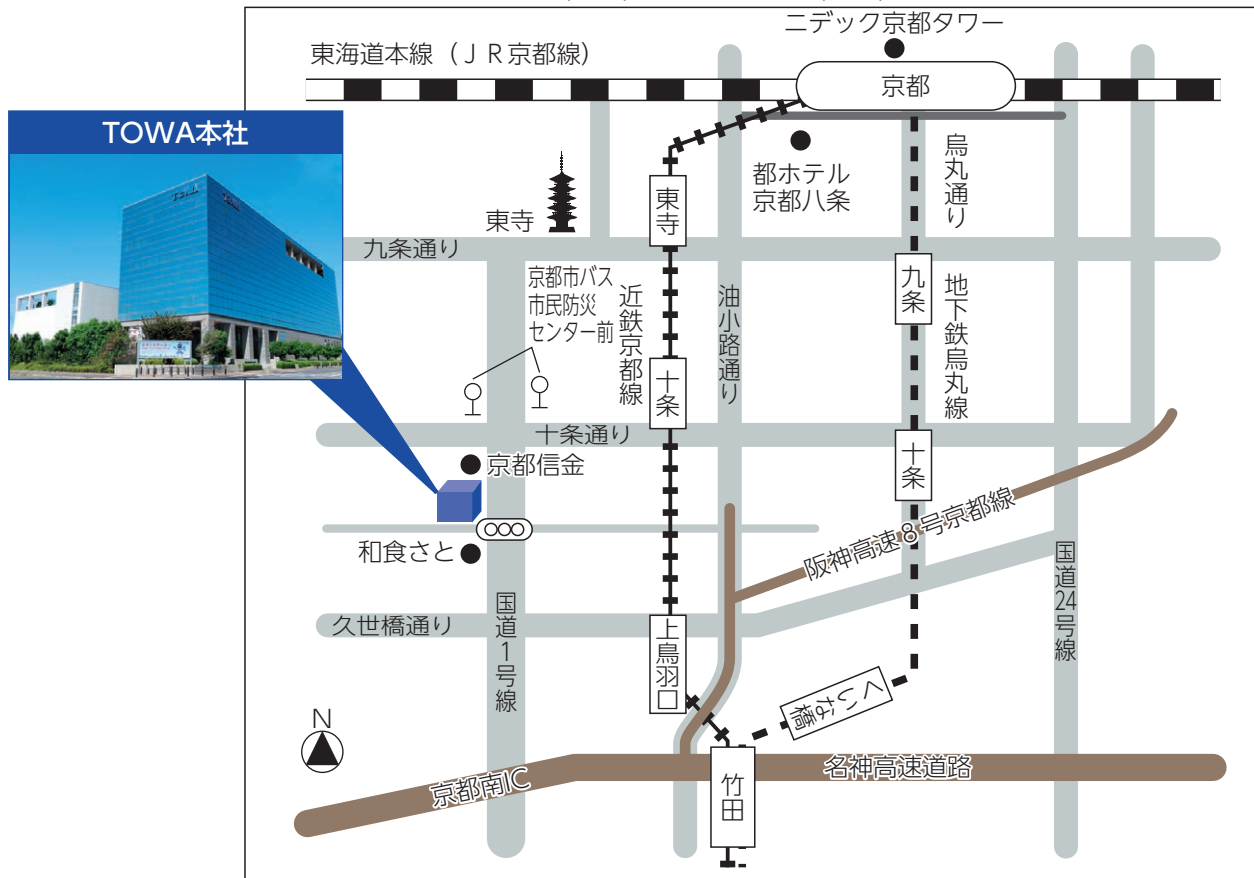 ニデック京都タワー
東海道本線（ＪＲ京都線）
京都
TOWA本社
TOWA
TOWA
都ホテル
京都八条
烏丸通り
東寺
東寺
九条通り
京都市バス
市民防災
センター前
近鉄京都線
油小路通り
九条
地下鉄烏丸線
十条
十条通り
十条
京都信金
阪神高速８号京都線
和食さと
国道１号線
久世橋通り
上鳥羽口
国道24号線
くいな橋
N
京都南IC
竹田
名神高速道路